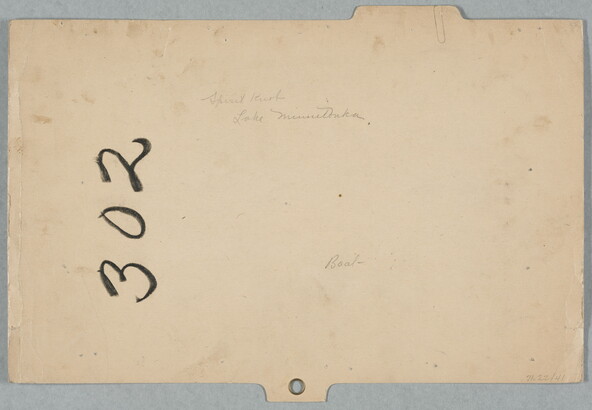 Spirit Knob
Lake Minnetonka.
302
Boat